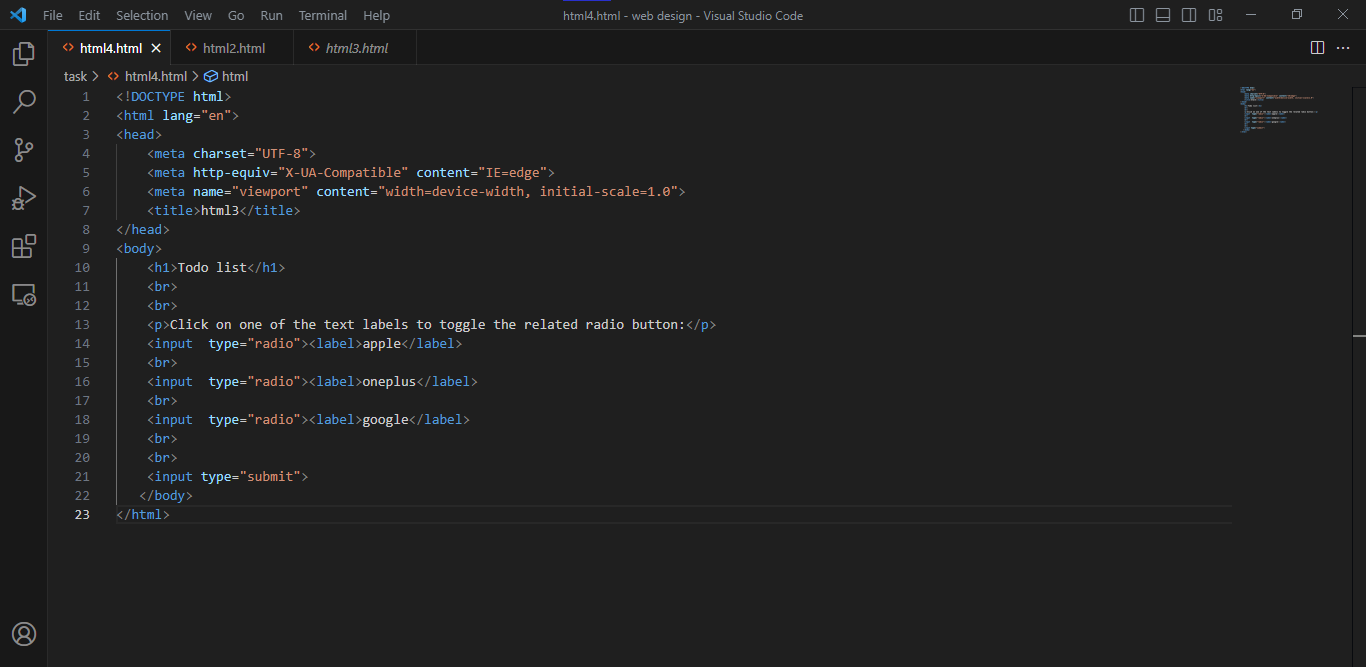 File Edit Selection View Go Run Terminal Help html4.html - web design - Visual Studio Code
html4.html html2.html html3.html
task > html4.html > html
1 <!DOCTYPE html>
2 <html lang="en">
3 <head>
4     <meta charset="UTF-8">
5     <meta http-equiv="X-UA-Compatible" content="IE=edge">
6     <meta name="viewport" content="width=device-width, initial-scale=1.0">
7     <title>html3</title>
8 </head>
9 <body>
10     <h1>Todo list</h1>
11     <br>
12     <br>
13     <p>Click on one of the text labels to toggle the related radio button:</p>
14     <input  type="radio"><label>apple</label>
15     <br>
16     <input  type="radio"><label>oneplus</label>
17     <br>
18     <input  type="radio"><label>google</label>
19     <br>
20     <br>
21     <input type="submit">
22    </body>
23 </html>